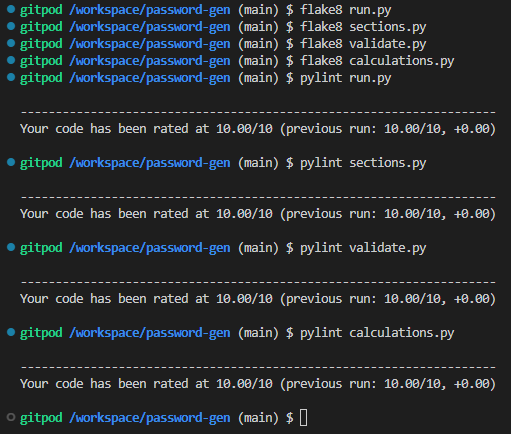 gitpod /workspace/password-gen (main) $ flake8 run.py
gitpod /workspace/password-gen (main) $ flake8 sections.py
gitpod /workspace/password-gen (main) $ flake8 validate.py
gitpod /workspace/password-gen (main) $ flake8 calculations.py
gitpod /workspace/password-gen (main) $ pylint run.py
--------------------------------------------------------------------
Your code has been rated at 10.00/10 (previous run: 10.00/10, +0.00)
gitpod /workspace/password-gen (main) $ pylint sections.py
--------------------------------------------------------------------
Your code has been rated at 10.00/10 (previous run: 10.00/10, +0.00)
gitpod /workspace/password-gen (main) $ pylint validate.py
--------------------------------------------------------------------
Your code has been rated at 10.00/10 (previous run: 10.00/10, +0.00)
gitpod /workspace/password-gen (main) $ pylint calculations.py
--------------------------------------------------------------------
Your code has been rated at 10.00/10 (previous run: 10.00/10, +0.00)
gitpod /workspace/password-gen (main) $